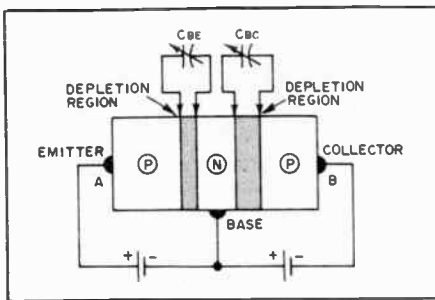 CBE CBC
DEPLETION
REGION
DEPLETION
REGION
EMITTER
COLLECTOR
A
P
N
P
B
BASE
+ -
+ -